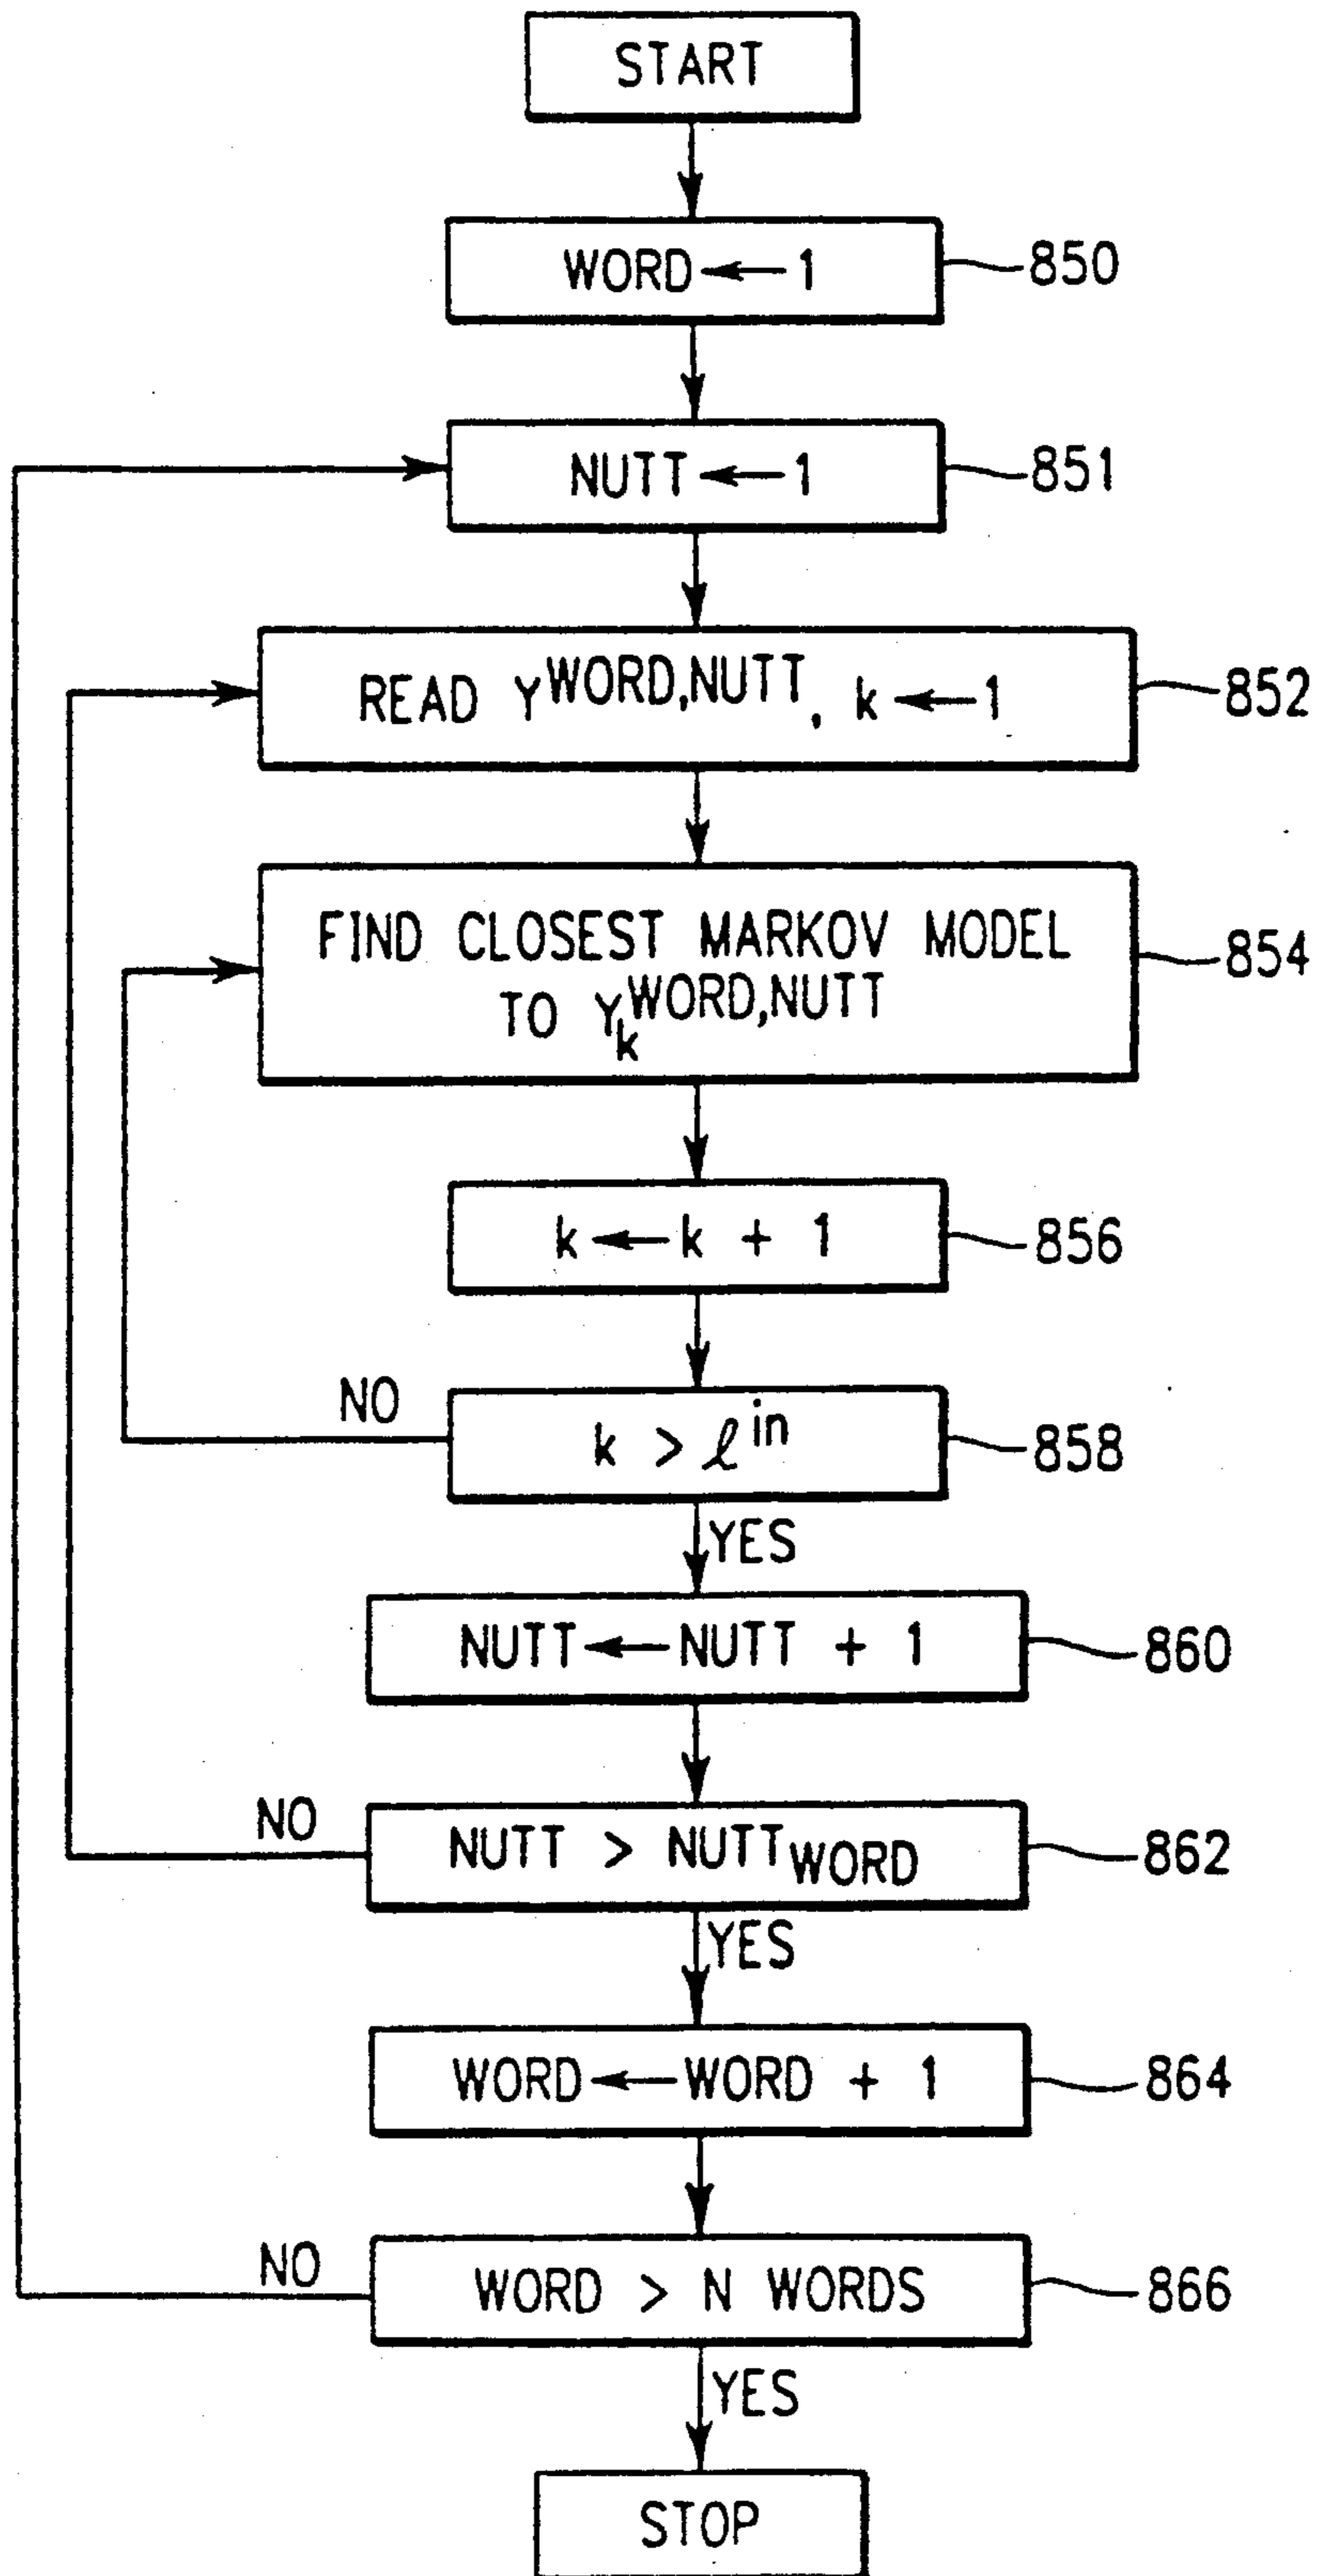 START
WORD ← 1
850
NUTT ← 1
851
READ Y^WORD,NUTT, k ← 1
852
FIND CLOSEST MARKOV MODEL
TO Y_k^WORD,NUTT
854
k ← k + 1
856
NO
k > ℓ^in
858
YES
NUTT ← NUTT + 1
860
NO
NUTT > NUTT_WORD
862
YES
WORD ← WORD + 1
864
NO
WORD > N WORDS
866
YES
STOP